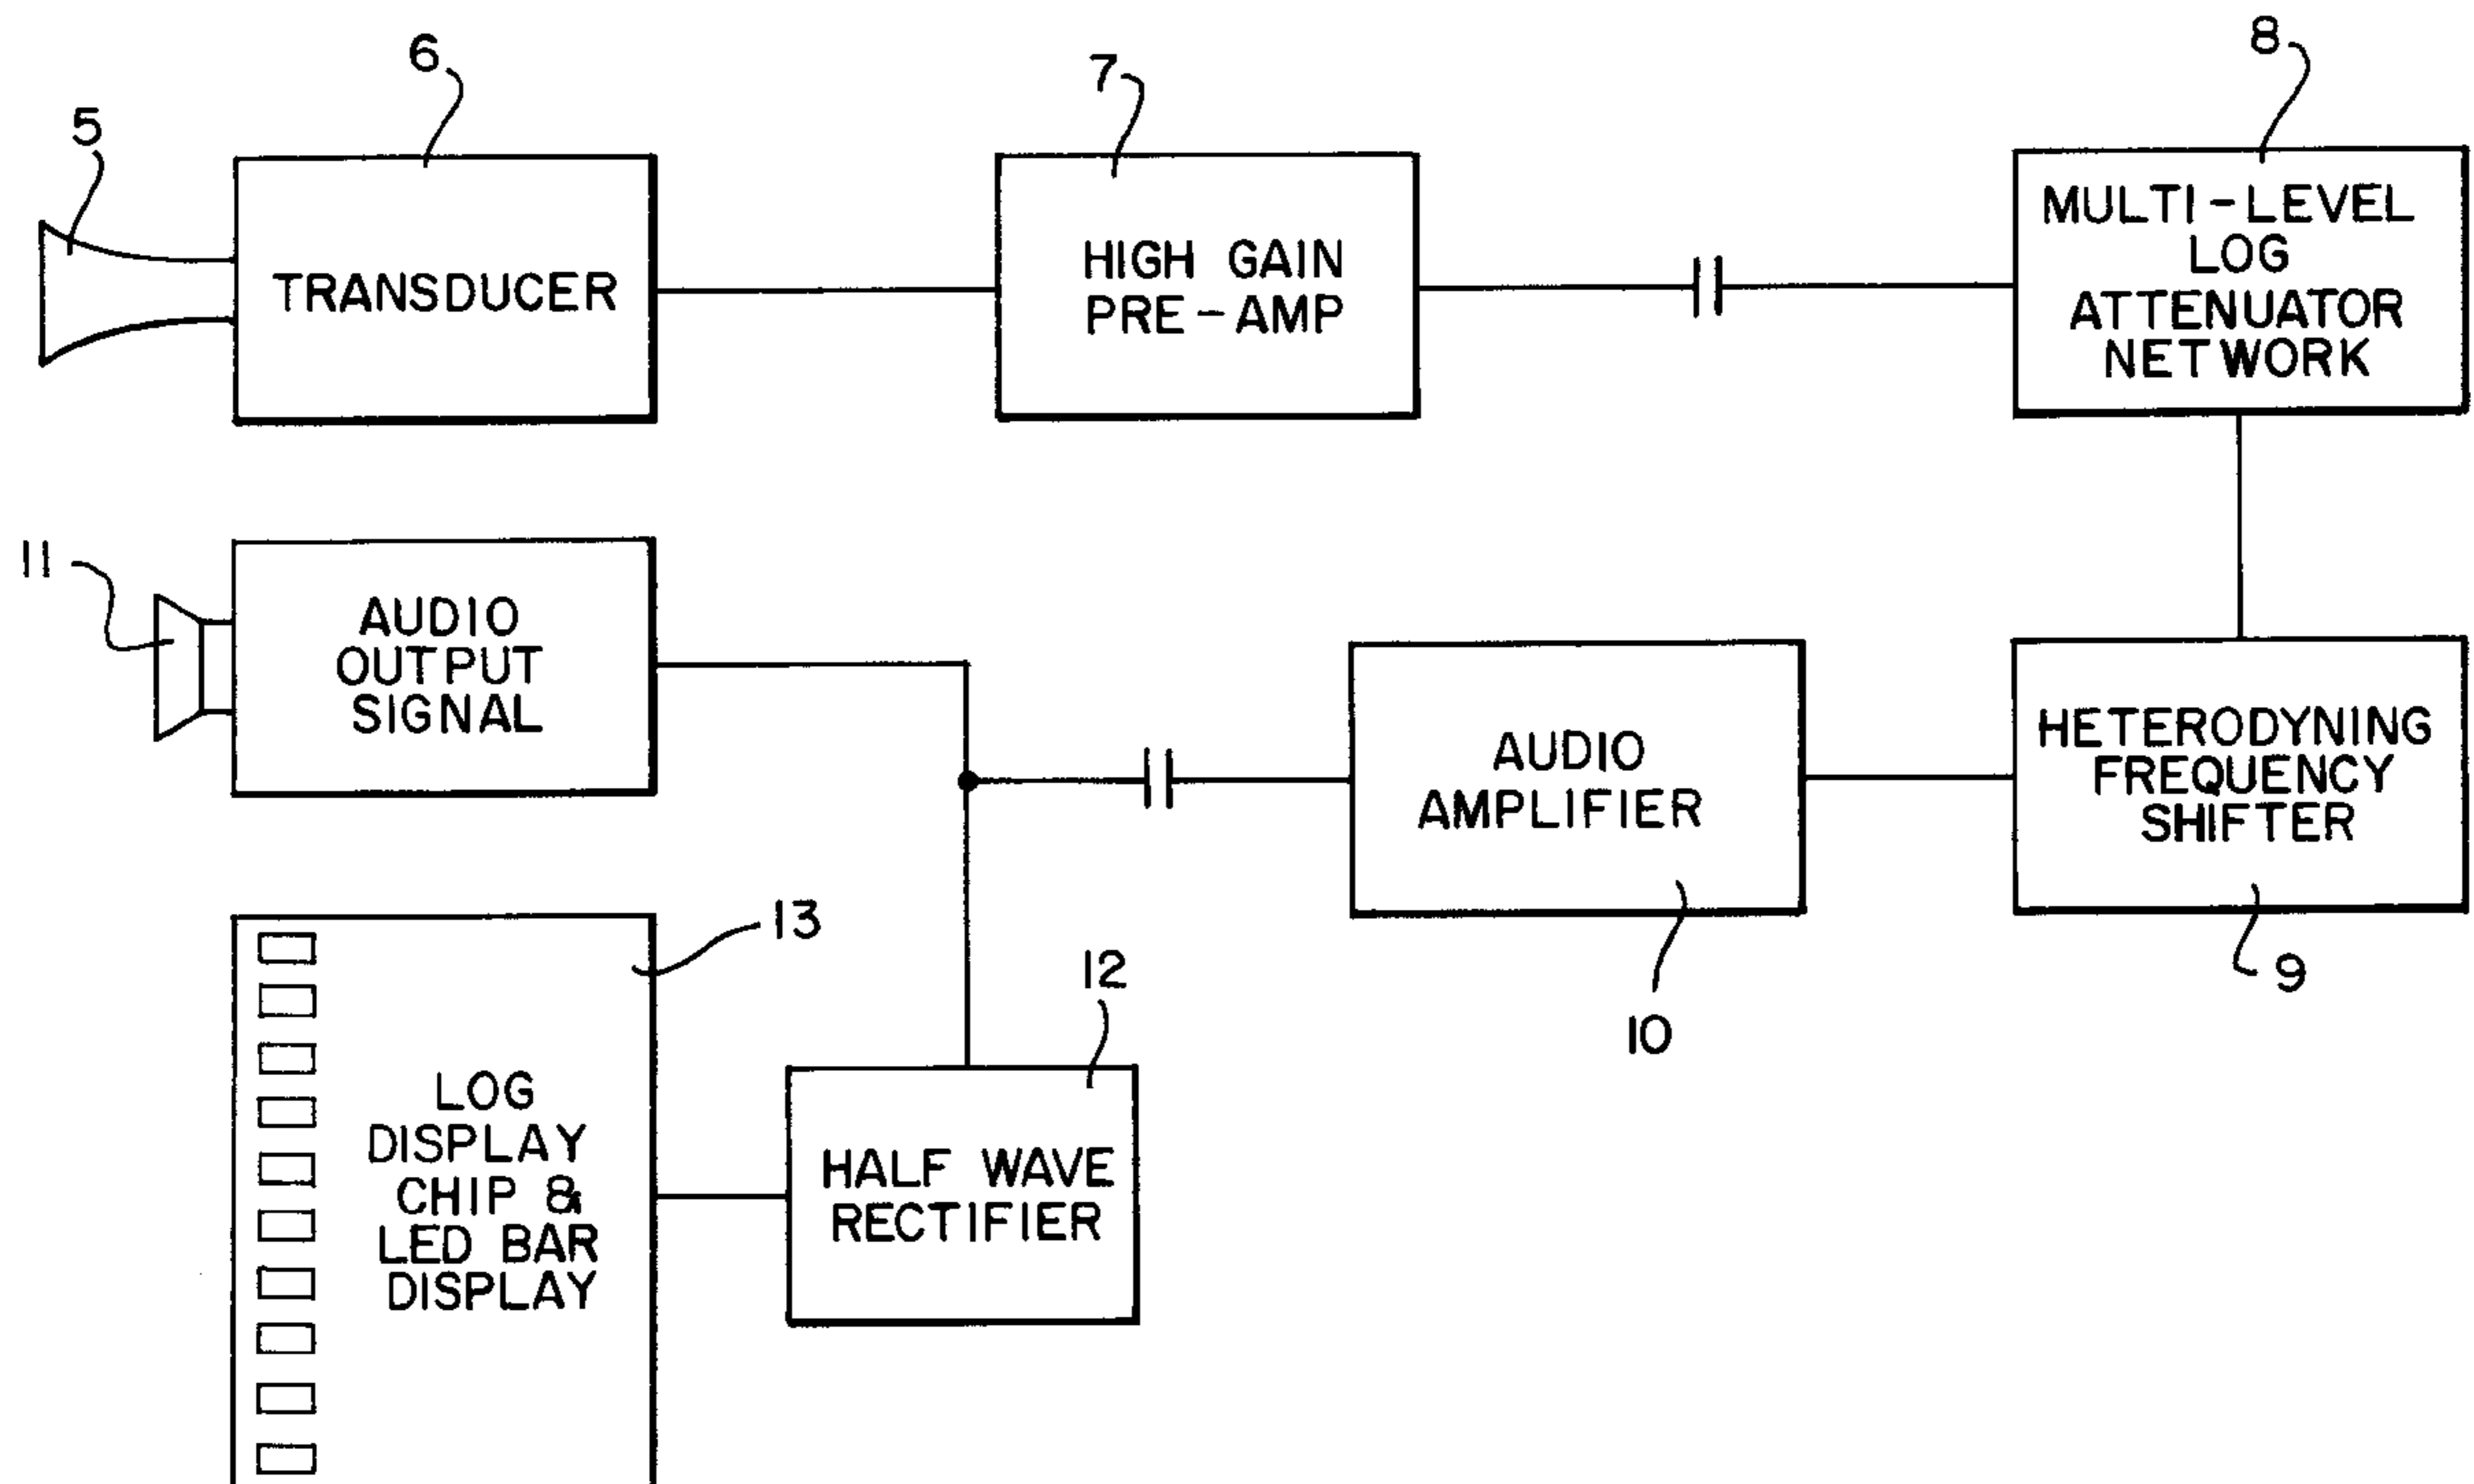 5
6
7
8
TRANSDUCER
HIGH GAIN
PRE-AMP
MULTI-LEVEL
LOG
ATTENUATOR
NETWORK
11
AUDIO
OUTPUT
SIGNAL
AUDIO
AMPLIFIER
10
HETERODYNING
FREQUENCY
SHIFTER
9
13
LOG
DISPLAY
CHIP &
LED BAR
DISPLAY
12
HALF WAVE
RECTIFIER